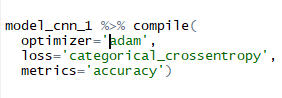 model_cnn_1 %>% compile(
  optimizer='adam',
  loss='categorical_crossentropy',
  metrics='accuracy')